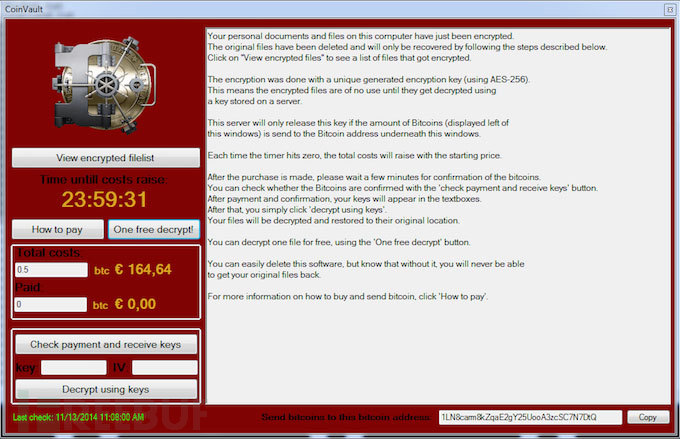 CoinVault
Your personal documents and files on this computer have just been encrypted.
The original files have been deleted and will only be recovered by following the steps described below.
Click on "View encrypted files" to see a list of files that got encrypted.
The encryption was done with a unique generated encryption key (using AES-256).
This means the encrypted files are of no use until they get decrypted using
a key stored on a server.
This server will only release this key if the amount of Bitcoins (displayed left of
this windows) is send to the Bitcoin address underneath this windows.
Each time the timer hits zero, the total costs will raise with the starting price.
After the purchase is made, please wait a few minutes for confirmation of the bitcoins.
You can check whether the Bitcoins are confirmed with the 'check payment and receive keys' button.
After payment and confirmation, your keys will appear in the textboxes.
After that, you simply click 'decrypt using keys'.
Your files will be decrypted and restored to their original location.
You can decrypt one file for free, using the 'One free decrypt' button.
You can easily delete this software, but know that without it, you will never be able
to get your original files back.
For more information on how to buy and send bitcoin, click 'How to pay'.
View encrypted filelist
Time untill costs raise:
23:59:31
How to pay
One free decrypt!
Total costs:
0.5 btc € 164,64
Paid:
0 btc € 0,00
Check payment and receive keys
key: IV:
Decrypt using keys
Last check: 11/13/2014 11:08:00 AM
Send bitcoins to this bitcoin address: 1LN8cam8kZqaE2gY25UooA3zcSC7N7DtQ Copy